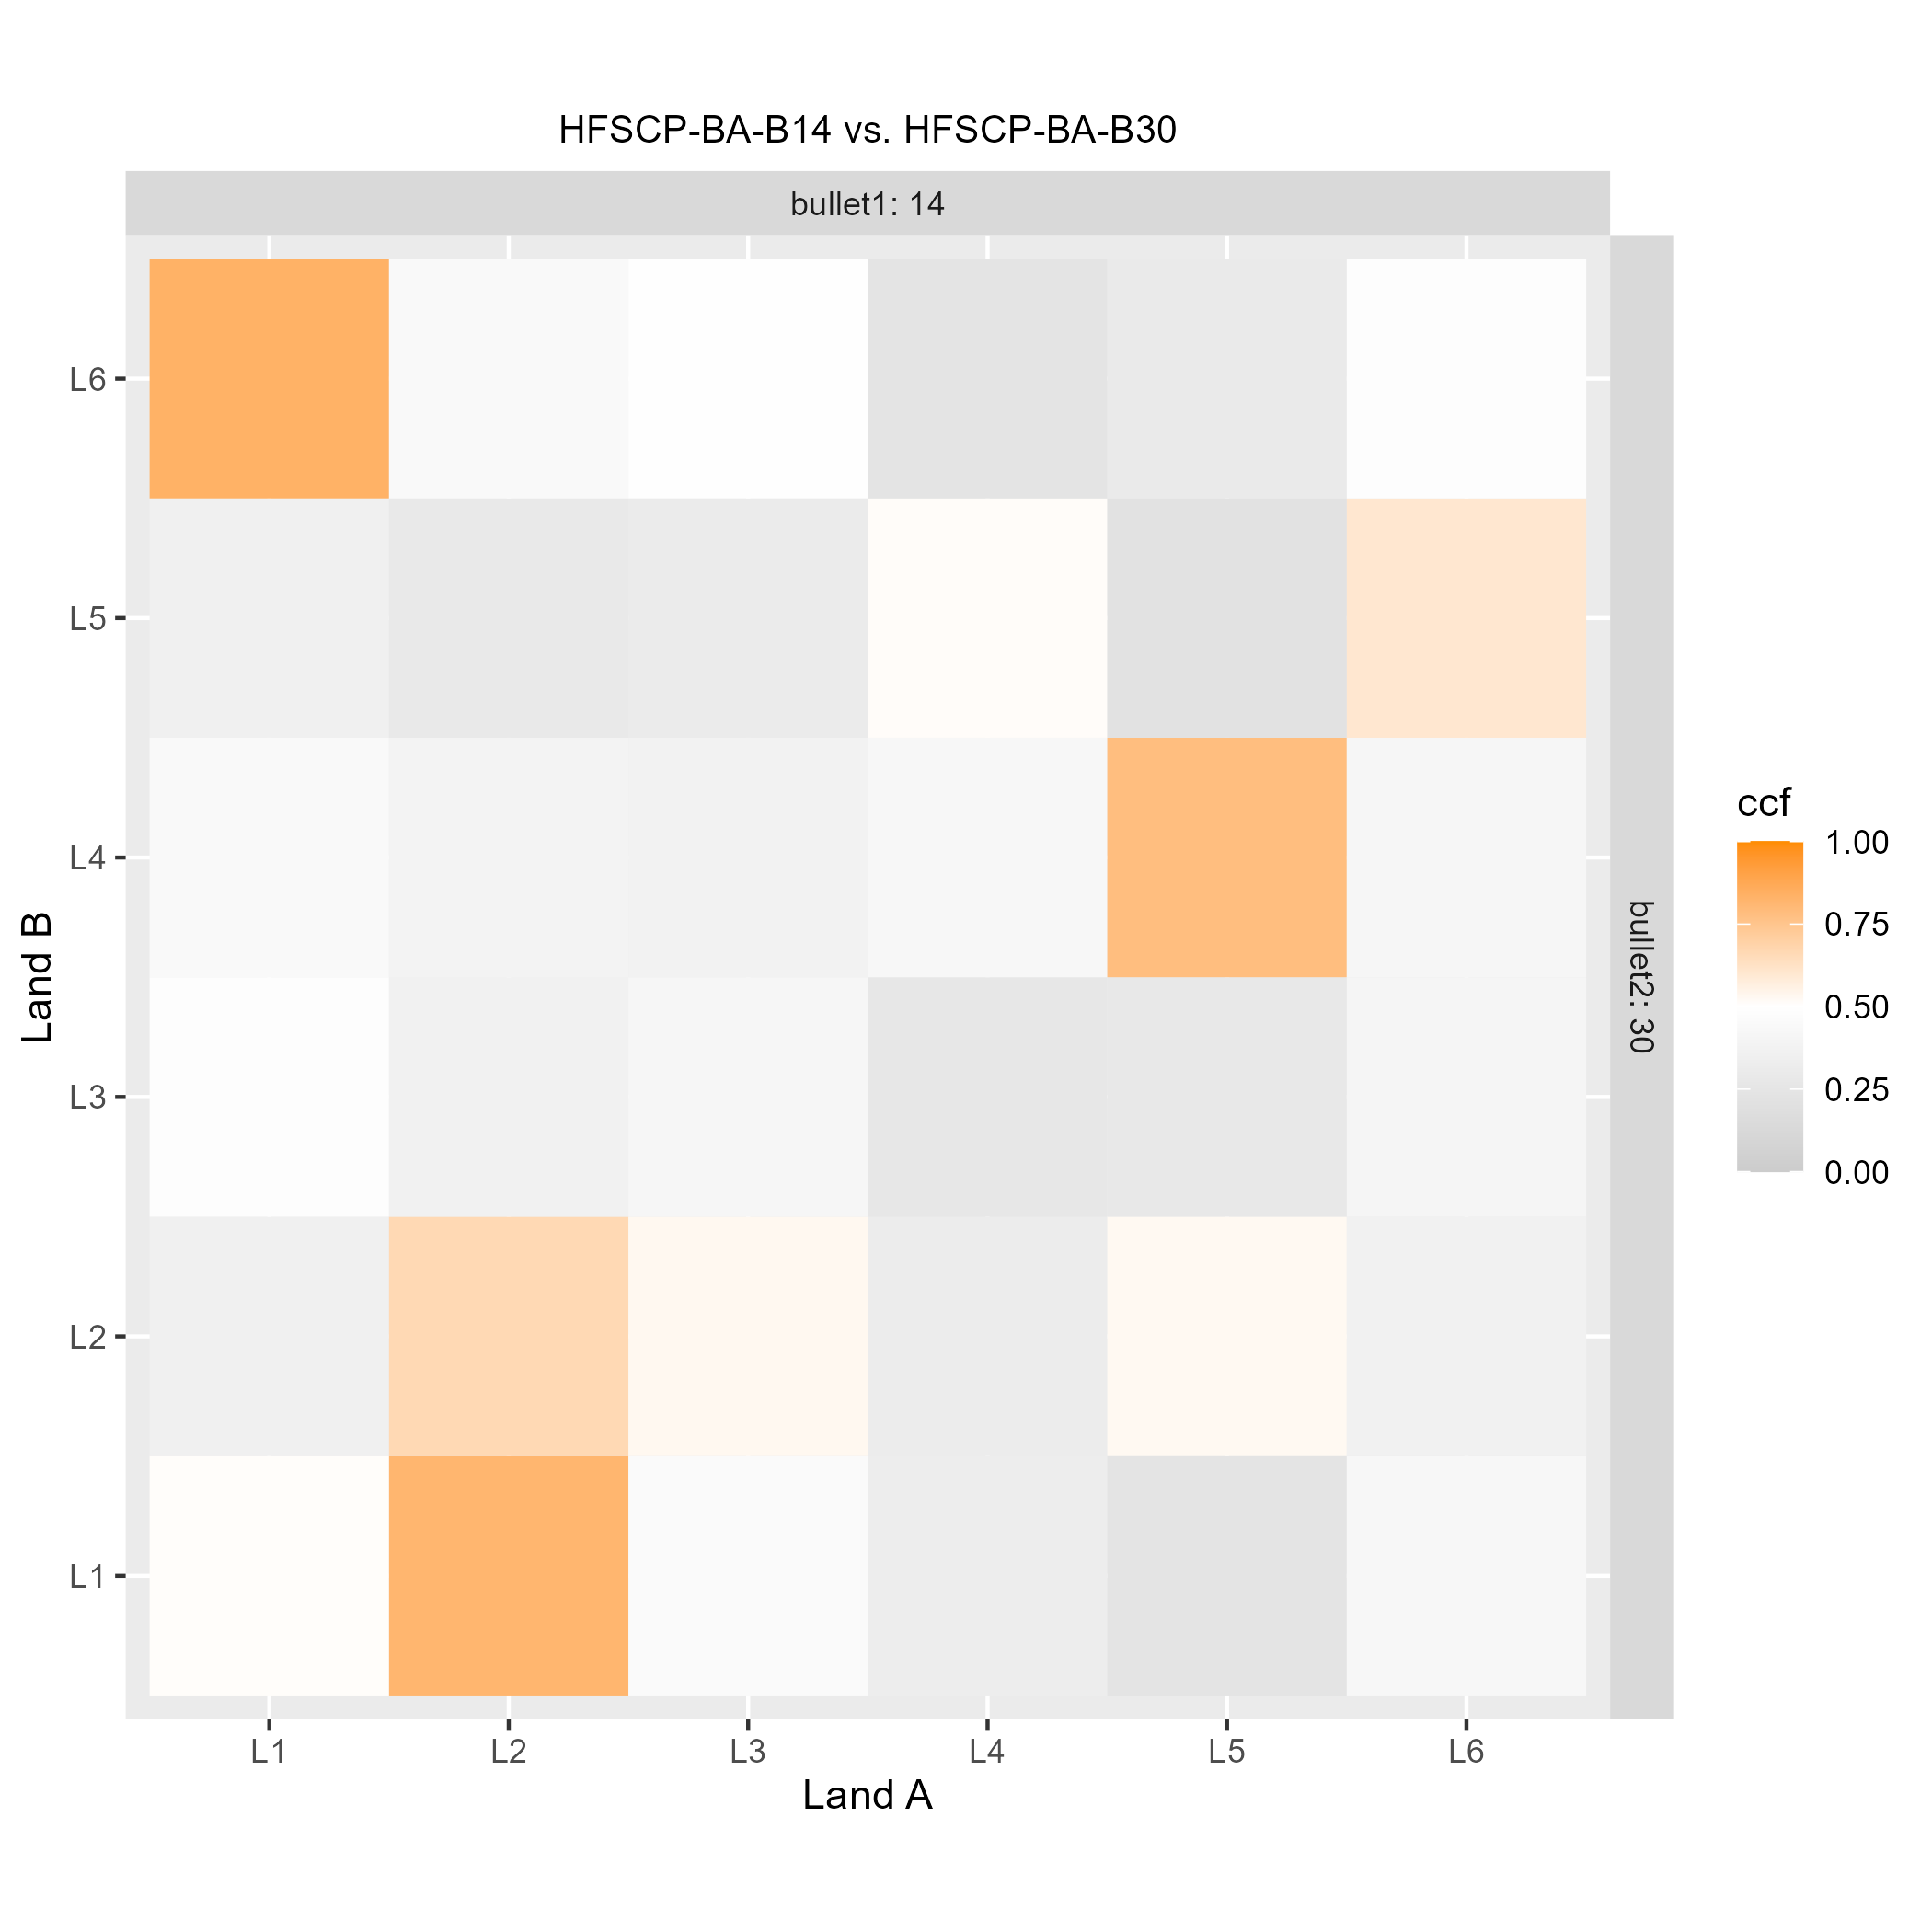 HFSCP-BA-B14 vs. HFSCP-BA-B30
bullet1: 14
L6
L5
L4
L3
L2
L1
Land B
L1 L2 L3 L4 L5 L6
Land A
bullet2: 30
ccf
1.00
0.75
0.50
0.25
0.00